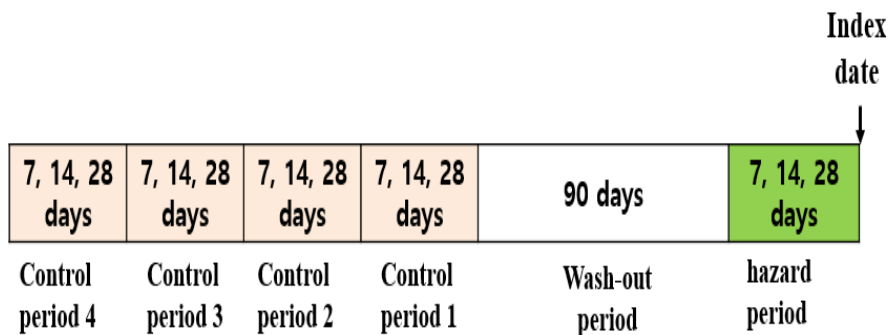 Index
date
7, 14, 28
days
7, 14, 28
days
7, 14, 28
days
7, 14, 28
days
90 days
7, 14, 28
days
Control
period 4
Control
period 3
Control
period 2
Control
period 1
Wash-out
period
hazard
period